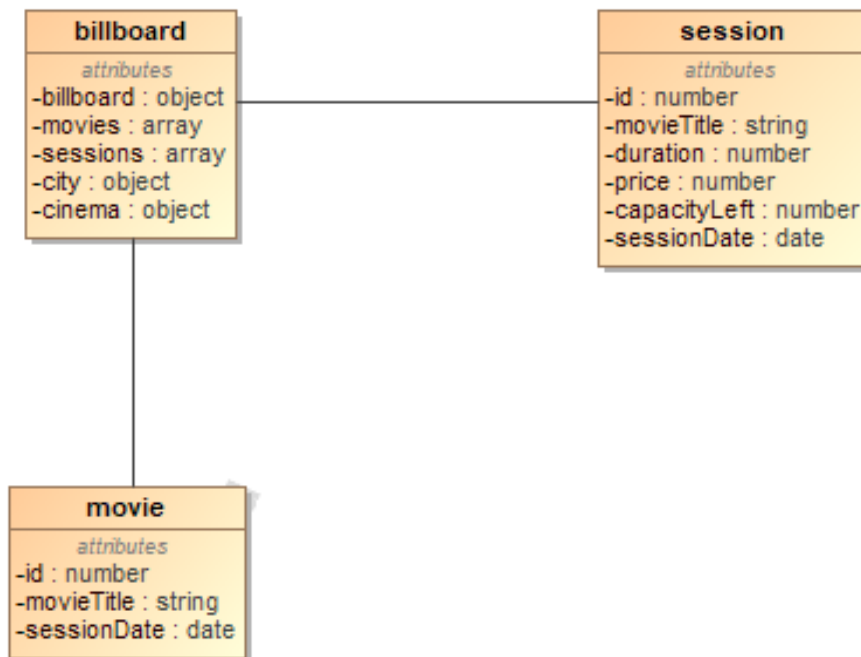 billboard
attributes
-billboard : object
-movies : array
-sessions : array
-city : object
-cinema : object
session
attributes
-id : number
-movieTitle : string
-duration : number
-price : number
-capacityLeft : number
-sessionDate : date
movie
attributes
-id : number
-movieTitle : string
-sessionDate : date